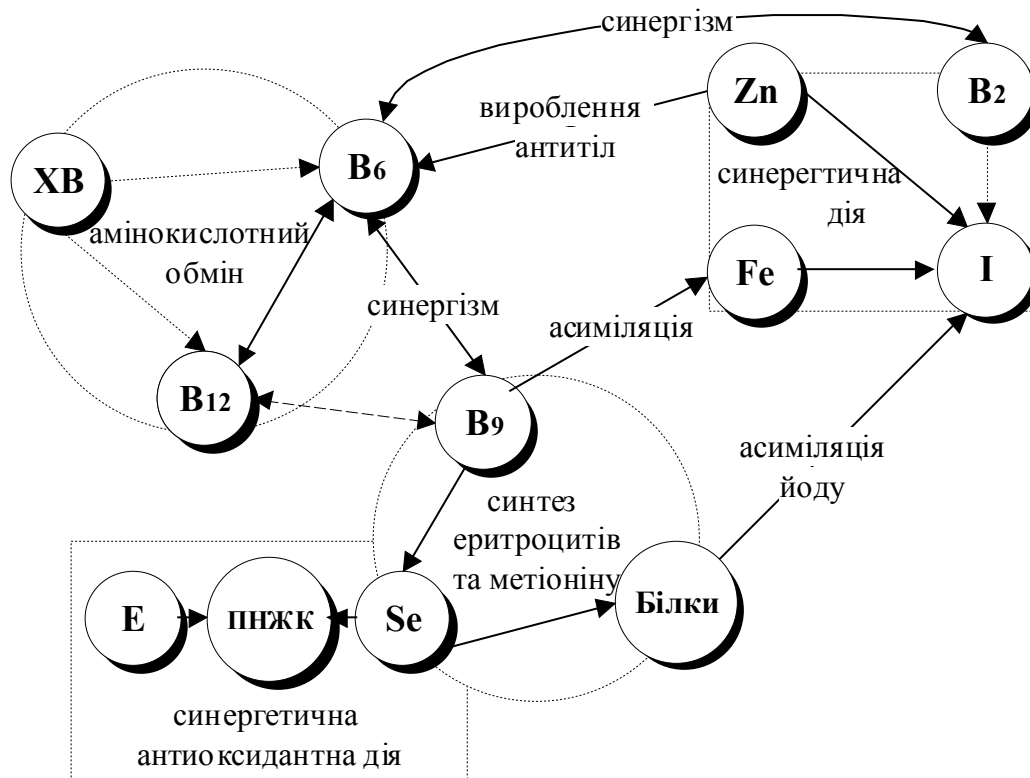 синергізм
Zn
B2
вироблення
антитіл
B6
ХВ
синерегтична
дія
амінокислотний
обмін
Fe
I
синергізм
асиміляція
B12
B9
асиміляція
йоду
синтез
еритроцитів
та метіоніну
E
ПНЖК
Se
Білки
синергетична
антиоксидантна дія